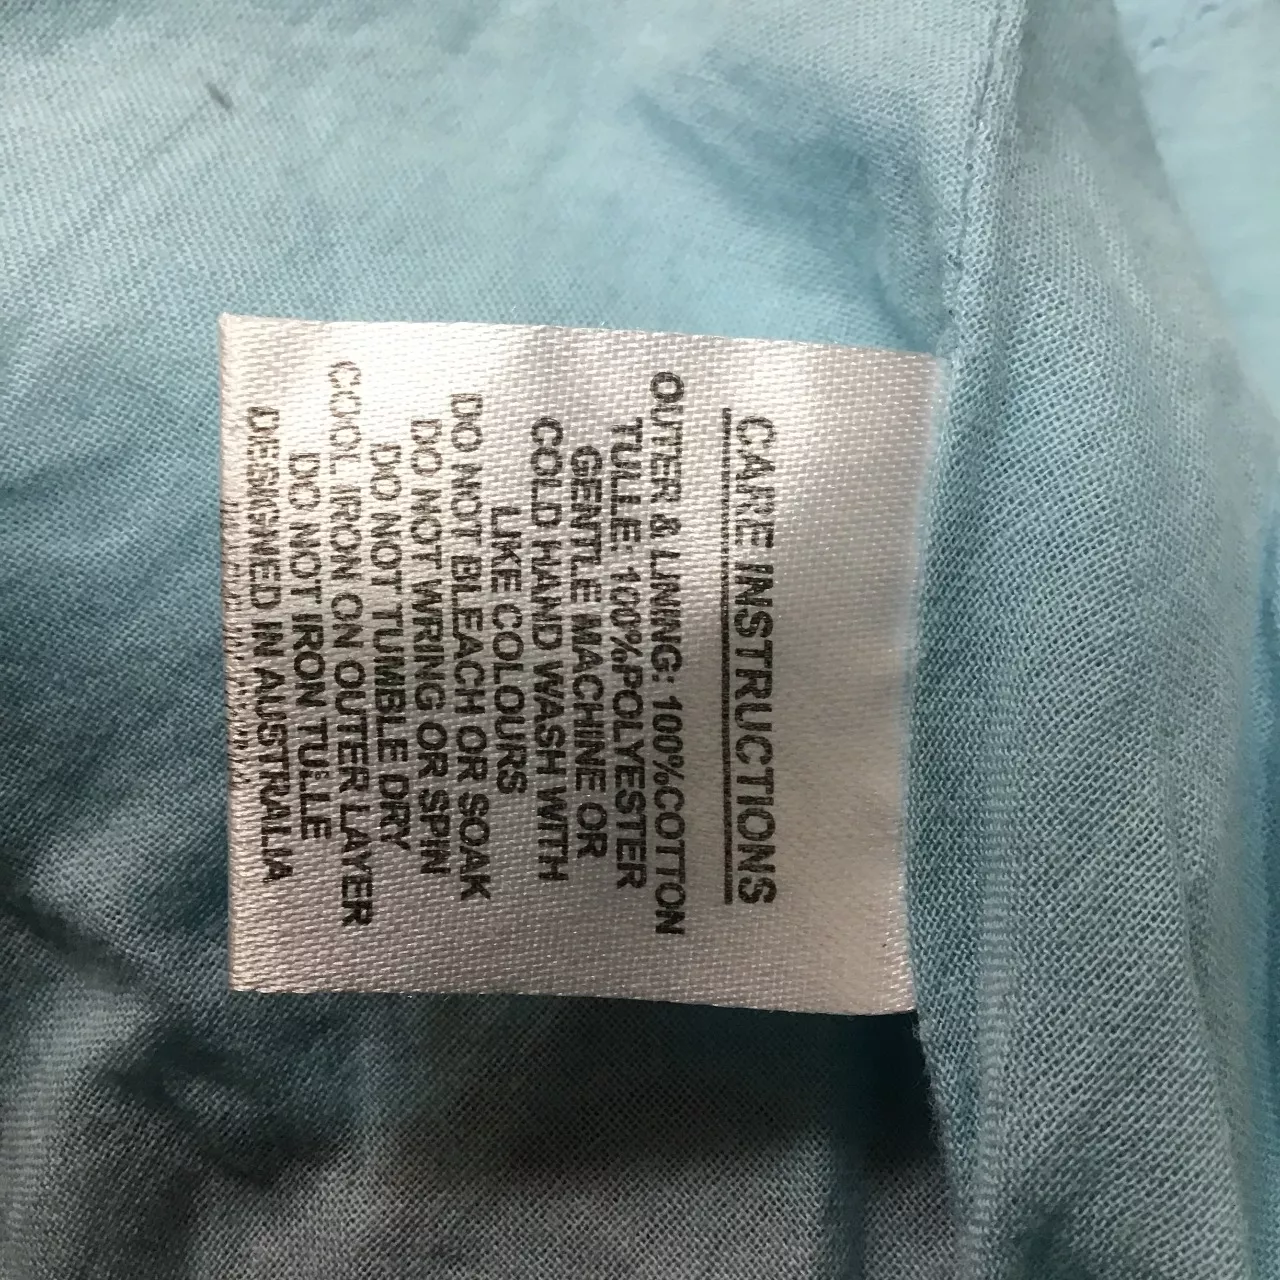 CARE INSTRUCTIONS
OUTER & LINING: 100%COTTON
TULLE: 100%POLYESTER
GENTLE MACHINE OR
COLD HAND WASH WITH
LIKE COLOURS
DO NOT BLEACH OR SOAK
DO NOT WRING OR SPIN
DO NOT TUMBLE DRY
COOL IRON ON OUTER LAYER
DO NOT IRON TULLE
DESIGNED IN AUSTRALIA